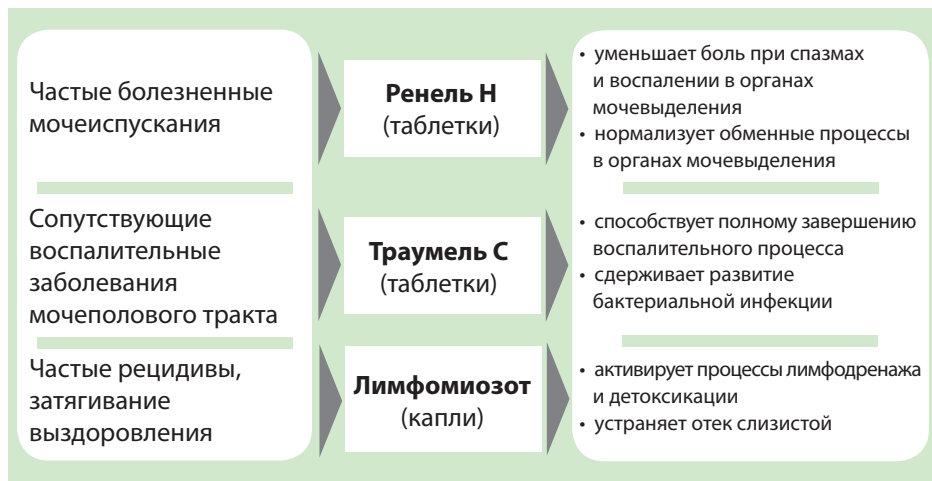 Частые болезненные
мочеиспускания
Ренель Н
(таблетки)
• уменьшает боль при спазмах
и воспалении в органах
мочевыделения
• нормализует обменные процессы
в органах мочевыделения
Сопутствующие
воспалительные
заболевания
мочеполового тракта
Траумель С
(таблетки)
• способствует полному завершению
воспалительного процесса
• сдерживает развитие
бактериальной инфекции
Частые рецидивы,
затягивание
выздоровления
Лимфомиозот
(капли)
• активирует процессы лимфодренажа
и детоксикации
• устраняет отек слизистой